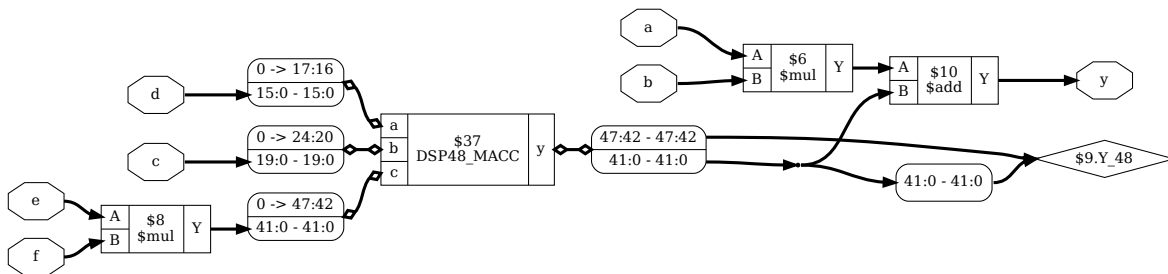 a
b
A
B
$6
$mul
Y
A
B
$10
$add
Y
y
d
0 -> 17:16
15:0 - 15:0
c
0 -> 24:20
19:0 - 19:0
e
f
A
B
$8
$mul
Y
0 -> 47:42
41:0 - 41:0
a
b
c
$37
DSP48_MACC
y
47:42 - 47:42
41:0 - 41:0
41:0 - 41:0
$9.Y_48